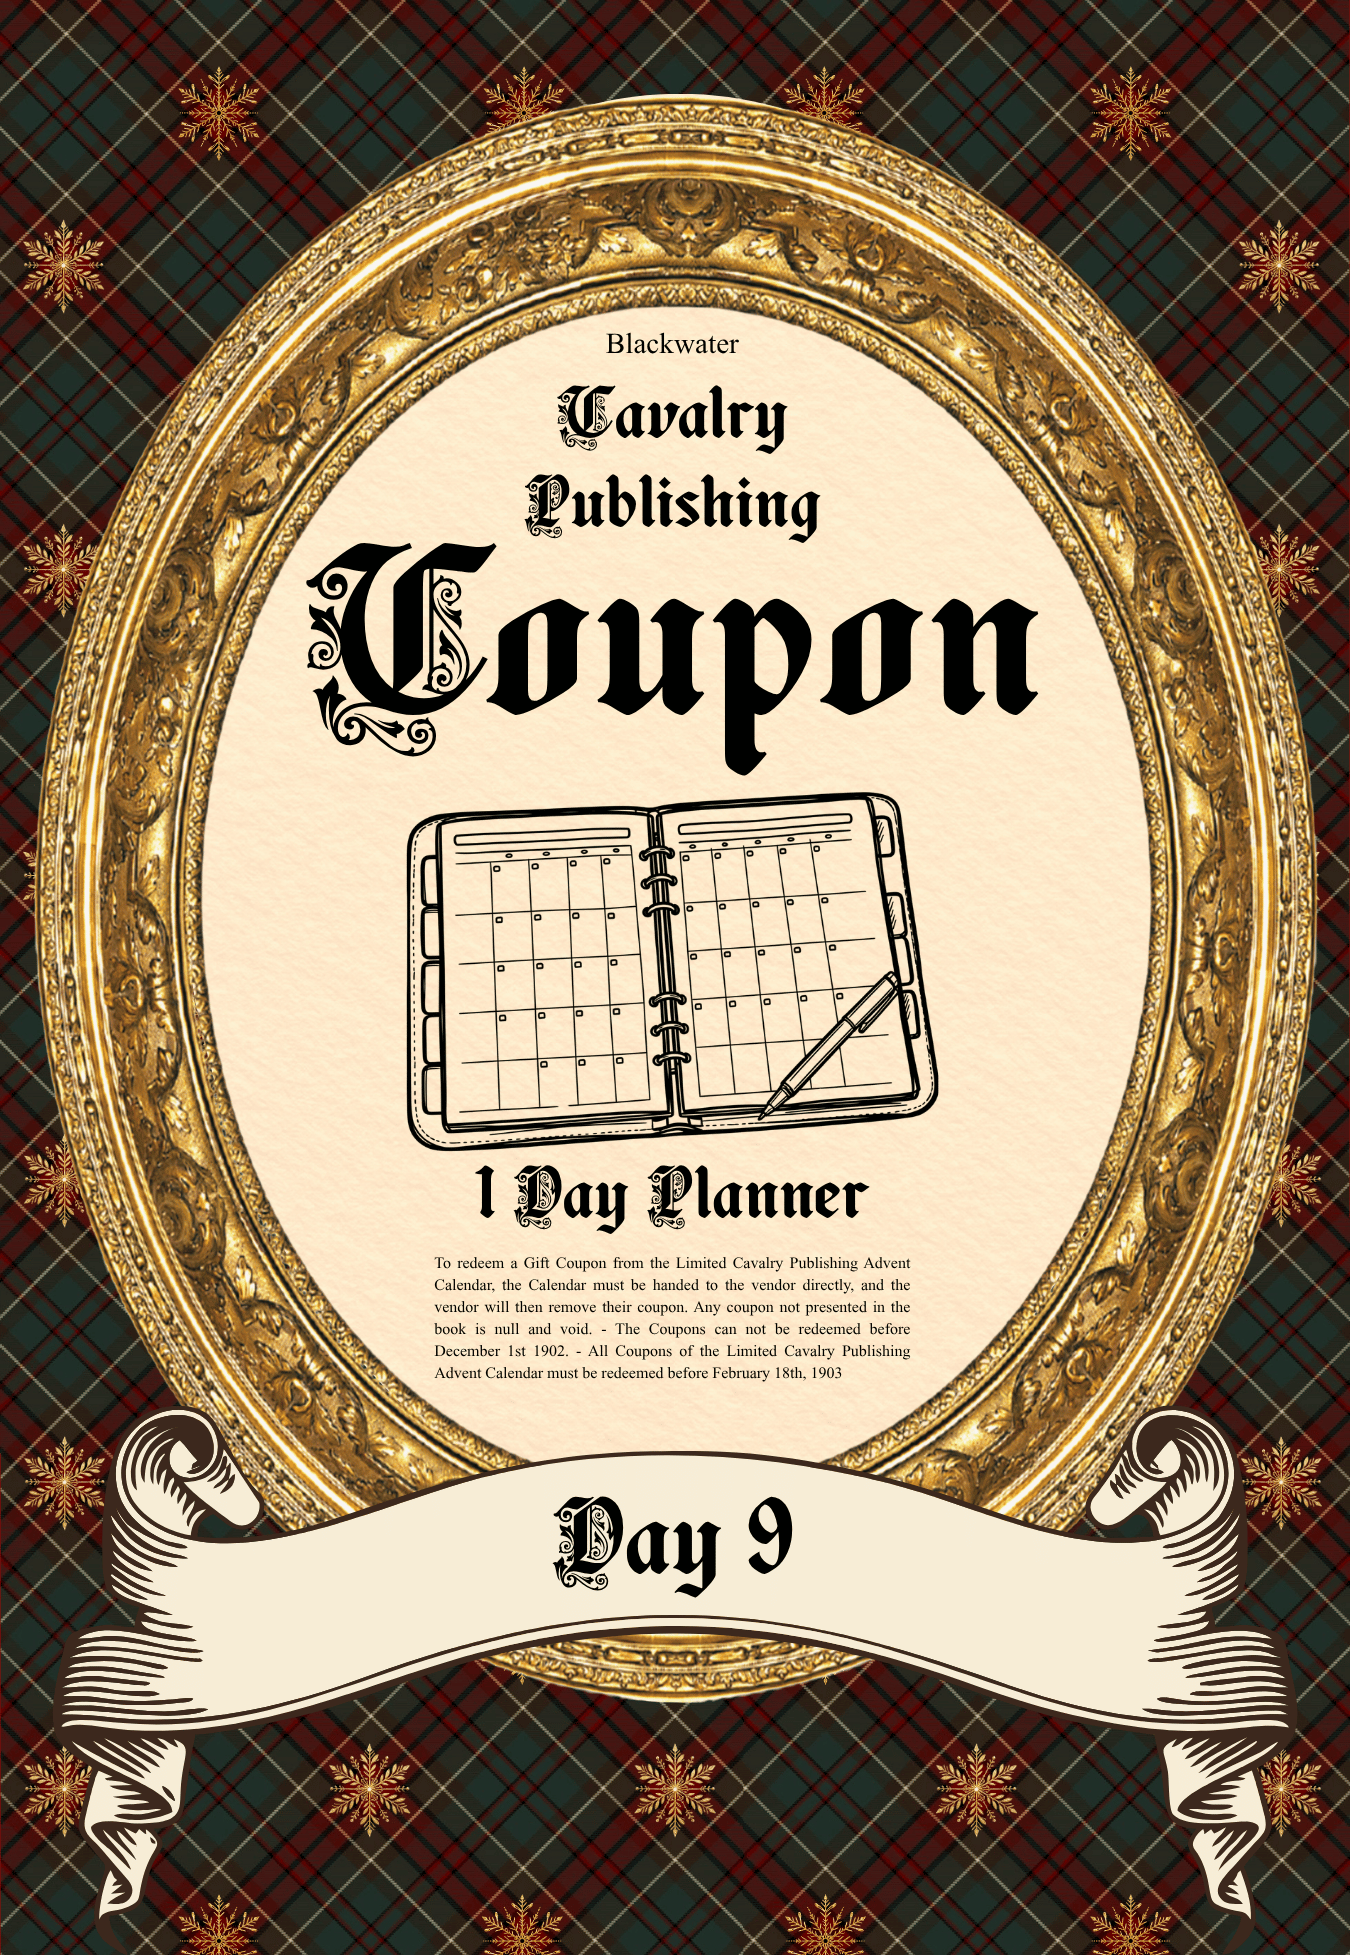 Blackwater
Cavalry
Publishing
Coupon
1 Day Planner
To redeem a Gift Coupon from the Limited Cavalry Publishing Advent
Calendar, the Calendar must be handed to the vendor directly, and the
vendor will then remove their coupon. Any coupon not presented in the
book is null and void. - The Coupons can not be redeemed before
December 1st 1902. - All Coupons of the Limited Cavalry Publishing
Advent Calendar must be redeemed before February 18th, 1903
Day 9